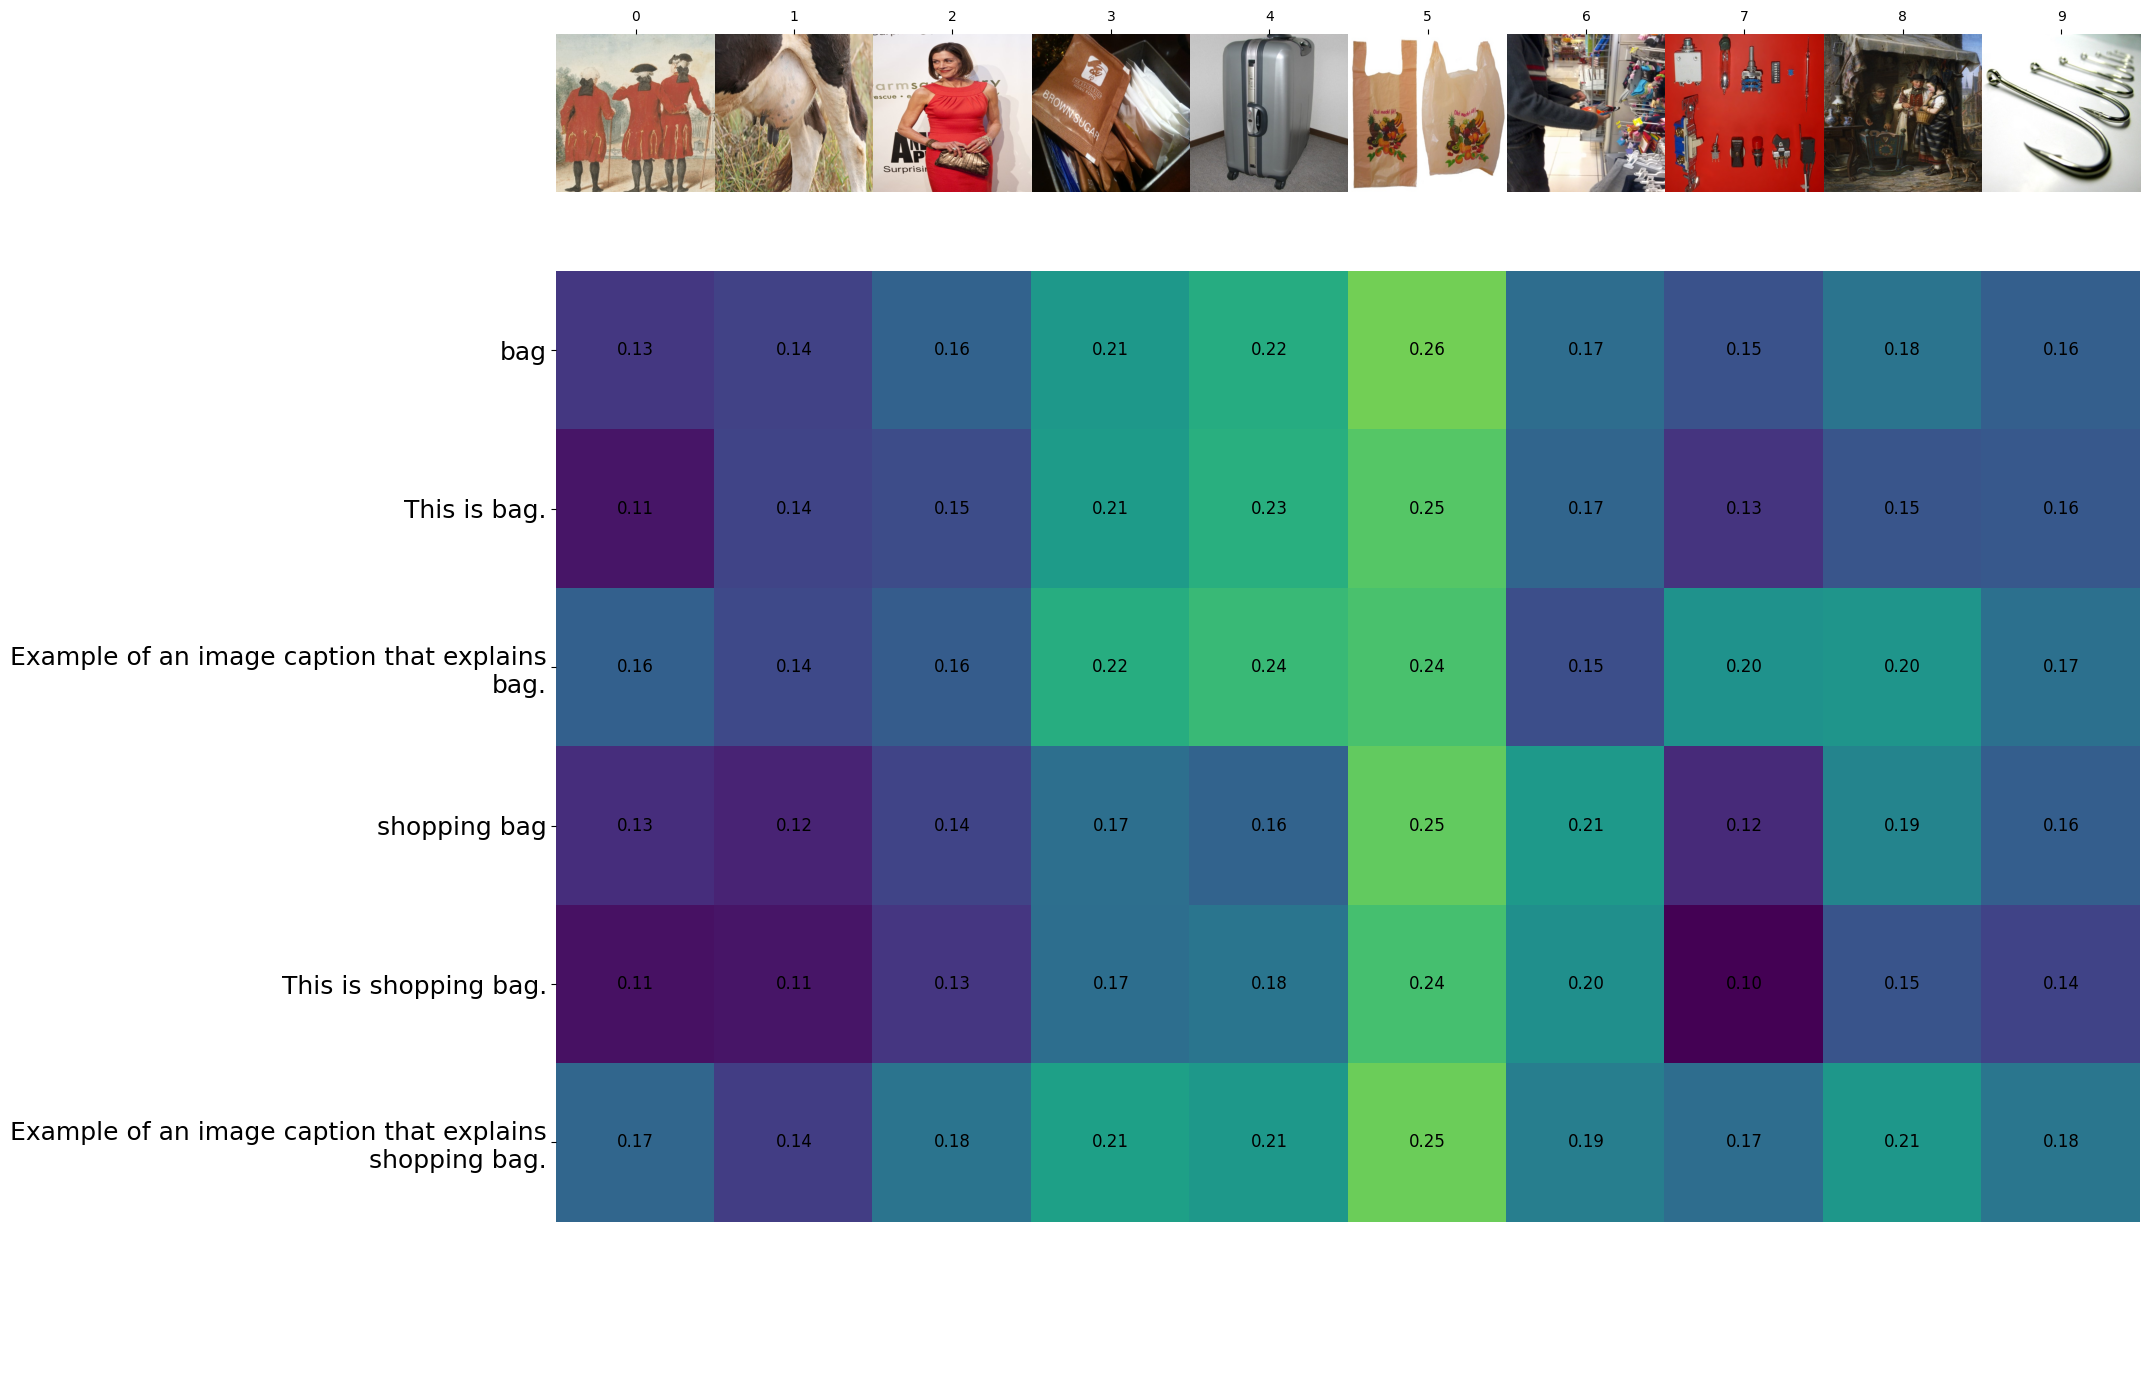 0 1 2 3 4 5 6 7 8 9
arms y
rescue • e
AN
P
Surprisin
BROWN SUGAR
bag 0.13 0.14 0.16 0.21 0.22 0.26 0.17 0.15 0.18 0.16
This is bag. 0.11 0.14 0.15 0.21 0.23 0.25 0.17 0.13 0.15 0.16
Example of an image caption that explains
bag. 0.16 0.14 0.16 0.22 0.24 0.24 0.15 0.20 0.20 0.17
shopping bag 0.13 0.12 0.14 0.17 0.16 0.25 0.21 0.12 0.19 0.16
This is shopping bag. 0.11 0.11 0.13 0.17 0.18 0.24 0.20 0.10 0.15 0.14
Example of an image caption that explains
shopping bag. 0.17 0.14 0.18 0.21 0.21 0.25 0.19 0.17 0.21 0.18